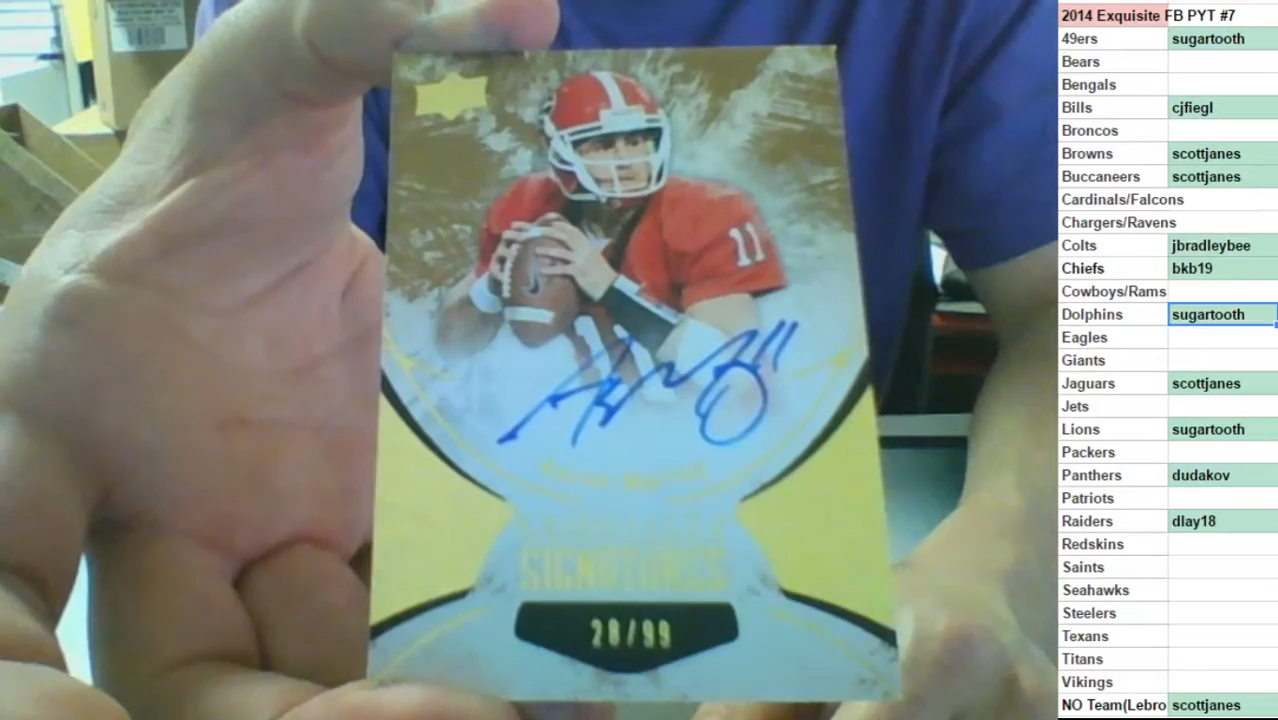 11
SIGNATURES
28/99
2014 Exquisite FB PYT #7
49ers sugartooth
Bears
Bengals
Bills cjfiegl
Broncos
Browns scottjanes
Buccaneers scottjanes
Cardinals/Falcons
Chargers/Ravens
Colts jbradleybee
Chiefs bkb19
Cowboys/Rams
Dolphins sugartooth
Eagles
Giants
Jaguars scottjanes
Jets
Lions sugartooth
Packers
Panthers dudakov
Patriots
Raiders dlay18
Redskins
Saints
Seahawks
Steelers
Texans
Titans
Vikings
NO Team(Lebro scottjanes